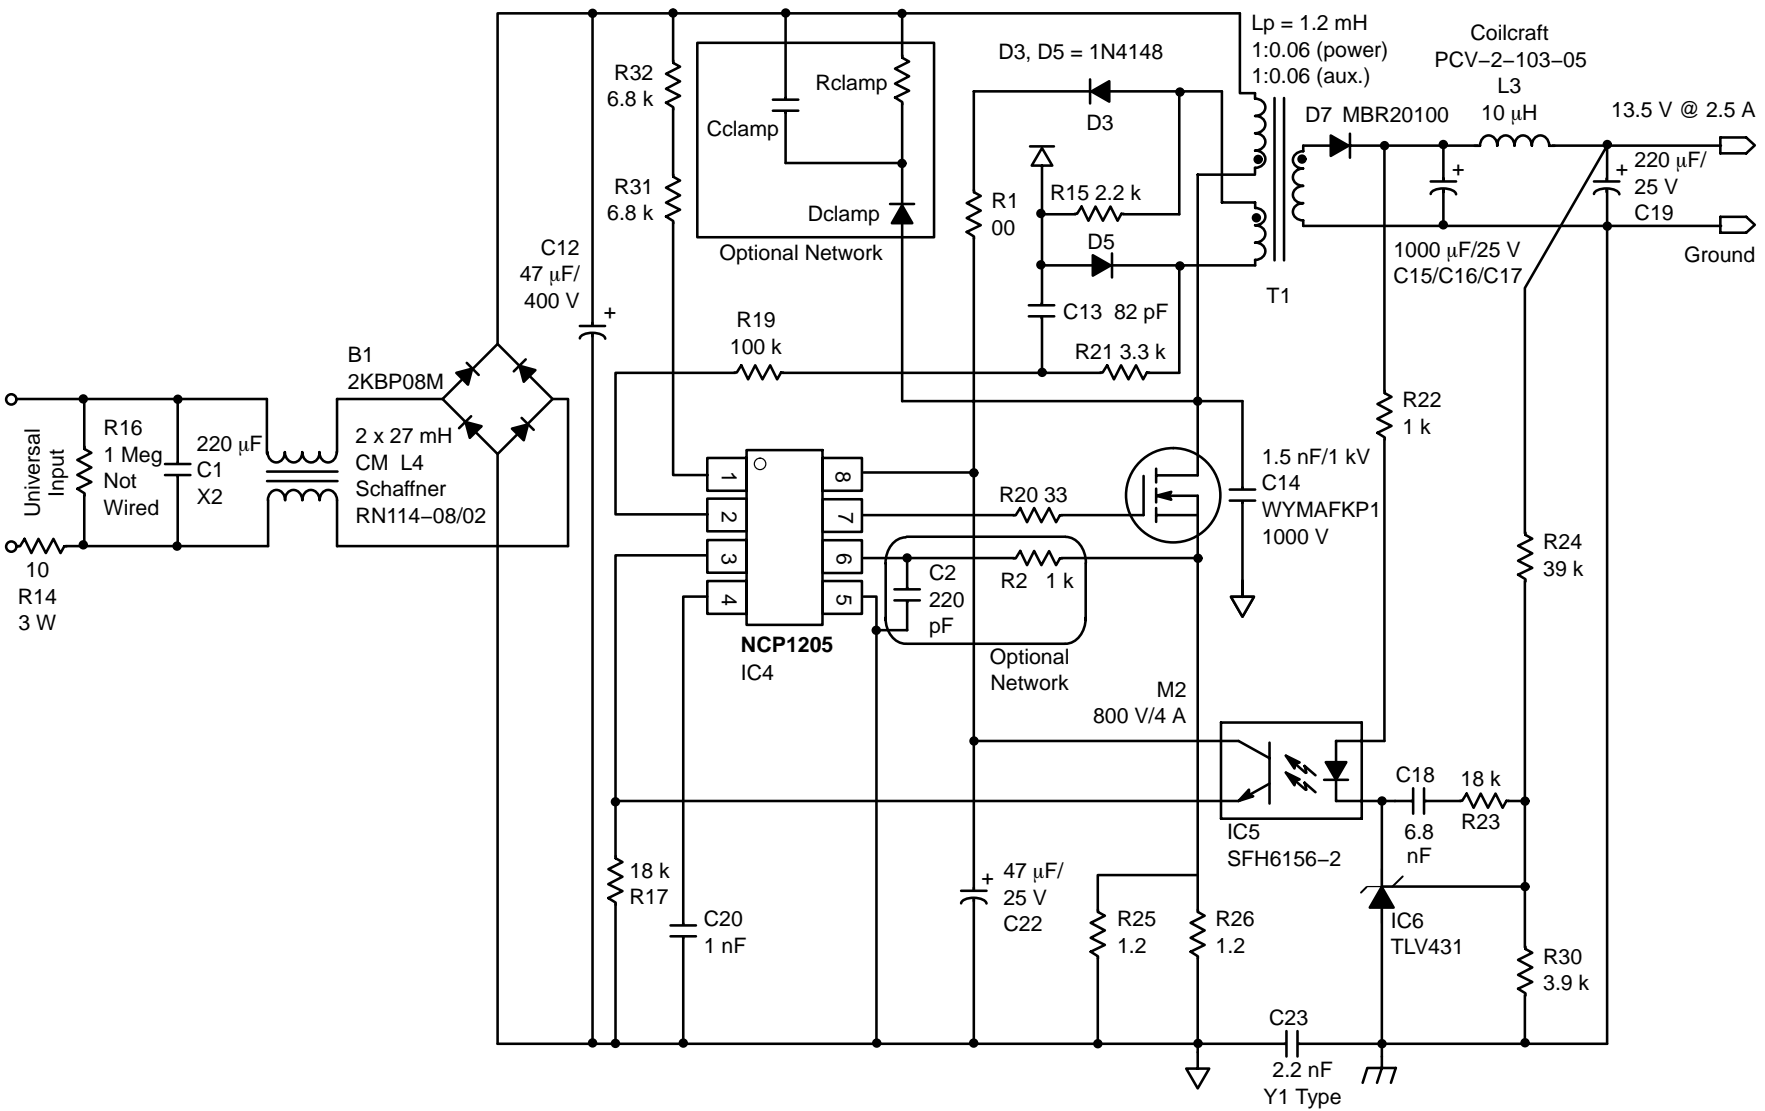 Lp = 1.2 mH
1:0.06 (power)
1:0.06 (aux.)
D3, D5 = 1N4148
Coilcraft
PCV–2–103–05
L3
10 μH
R32
6.8 k
Rclamp
Cclamp
D3
D7 MBR20100
13.5 V @ 2.5 A
R31
6.8 k
Dclamp
R1
00
R15 2.2 k
+
+
220 μF/
25 V
C19
Optional Network
D5
C12
47 μF/
400 V
+
1000 μF/25 V
C15/C16/C17
Ground
T1
C13 82 pF
R19
100 k
R21 3.3 k
B1
2KBP08M
Universal
Input
R16
1 Meg
Not
Wired
220 μF
C1
X2
2 x 27 mH
CM L4
Schaffner
RN114–08/02
R22
1 k
1
2
3
4
8
7
6
5
R20 33
1.5 nF/1 kV
C14
WYMAFKP1
1000 V
10
R14
3 W
C2
220
pF
R2 1 k
R24
39 k
NCP1205
IC4
Optional
Network
M2
800 V/4 A
C18
6.8
nF
18 k
R23
IC5
SFH6156–2
18 k
R17
C20
1 nF
+
47 μF/
25 V
C22
R25
1.2
R26
1.2
IC6
TLV431
R30
3.9 k
C23
2.2 nF
Y1 Type